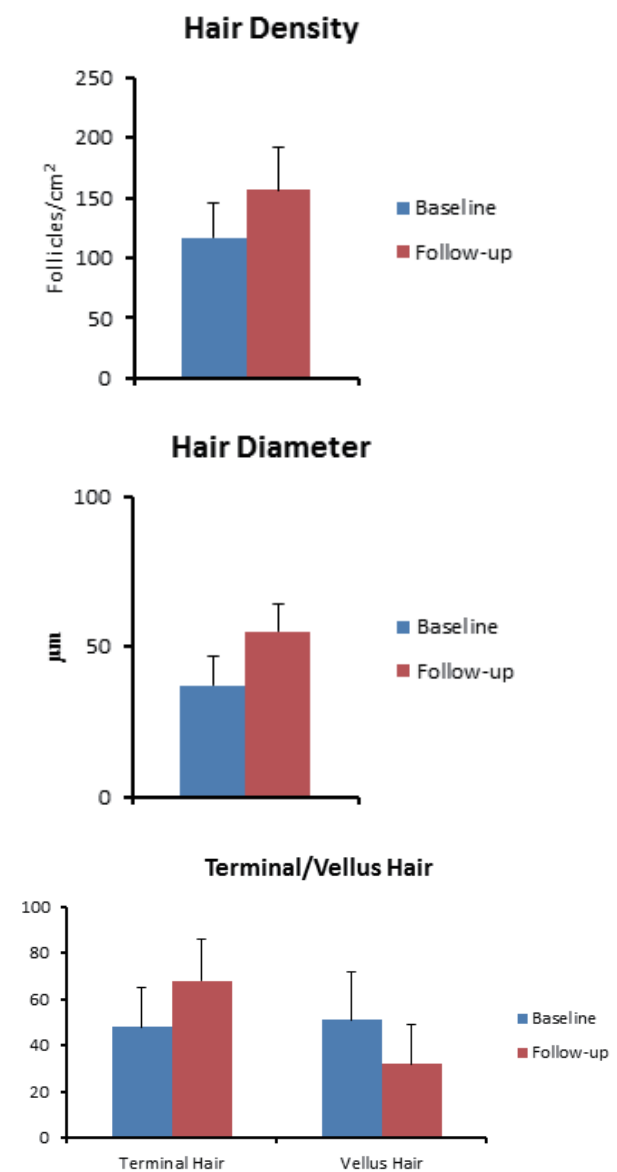 Hair Density
250
200
150
100
50
0
Follicles/cm²
Baseline
Follow-up
Hair Diameter
100
50
0
µm
Baseline
Follow-up
Terminal/Vellus Hair
100
80
60
40
20
0
Terminal Hair
Vellus Hair
Baseline
Follow-up